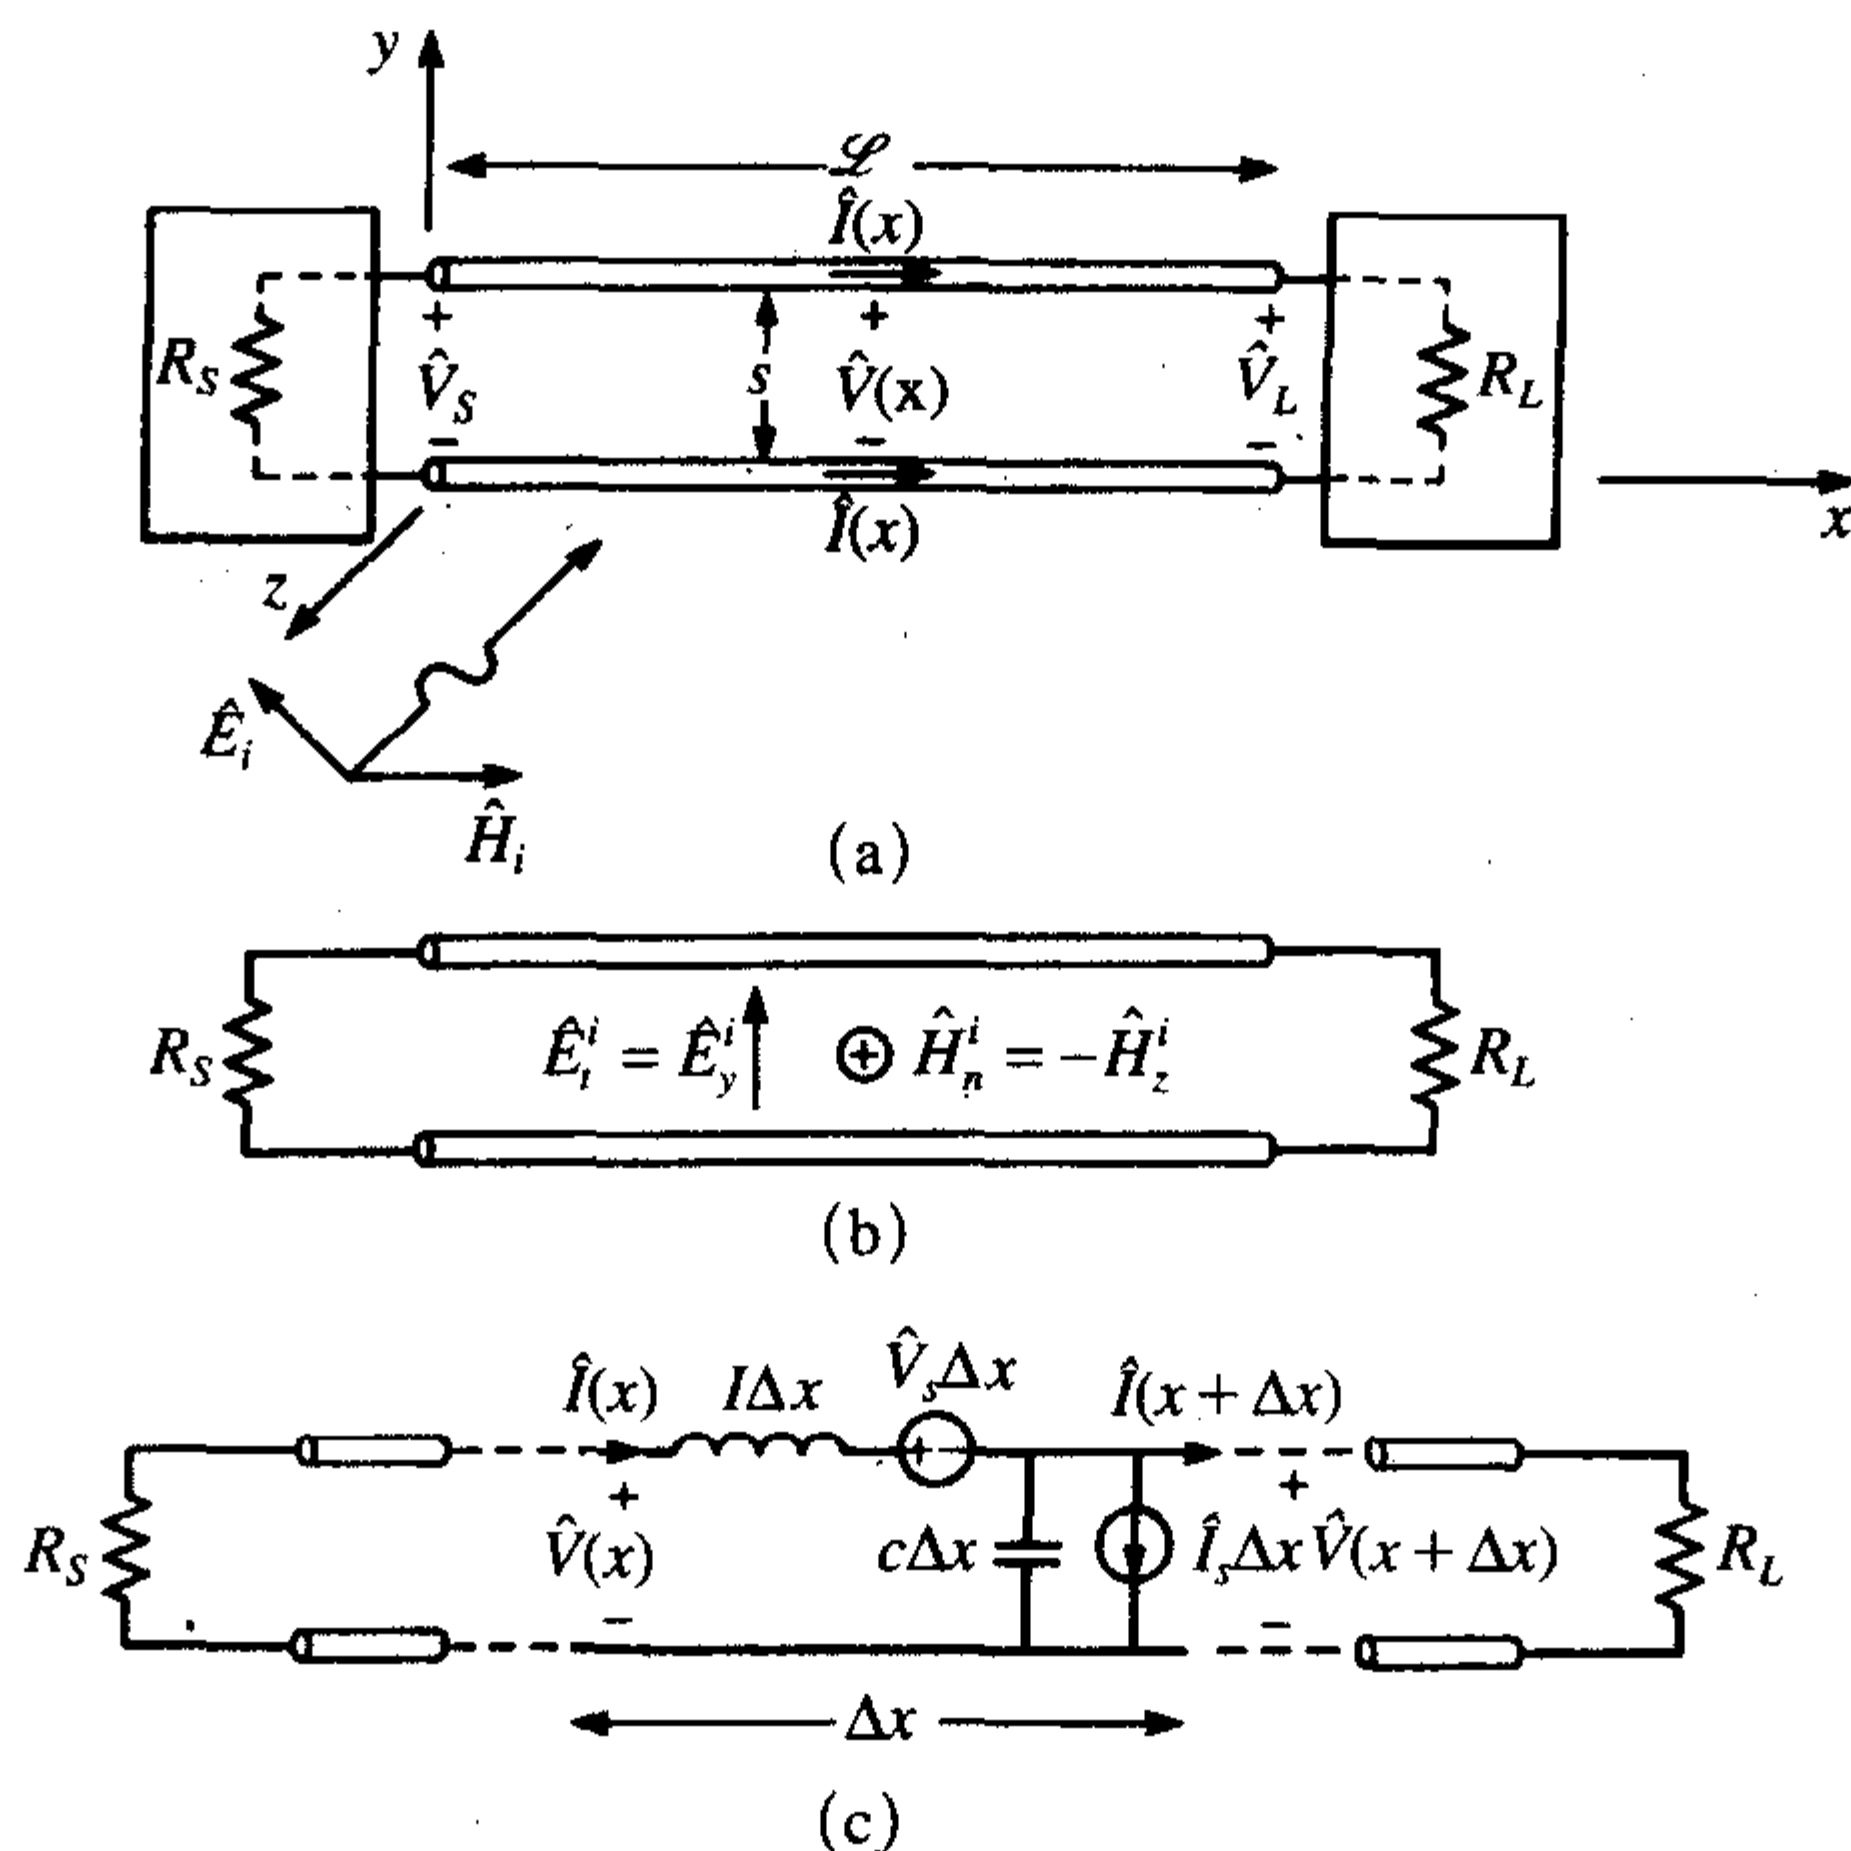 y
ℒ
Î(x)
+ + +
R_S V̂_S s V̂(x) V̂_L R_L
− − −
Î(x)
x
z
Ê_i
Ĥ_i
(a)
R_S Ê_t^i = Ê_y^i ⊕ Ĥ_n^i = −Ĥ_z^i R_L
(b)
Î(x) lΔx V̂_sΔx Î(x + Δx)
+ −
+ +
R_S V̂(x) cΔx Î_sΔx V̂(x + Δx) R_L
− −
Δx
(c)